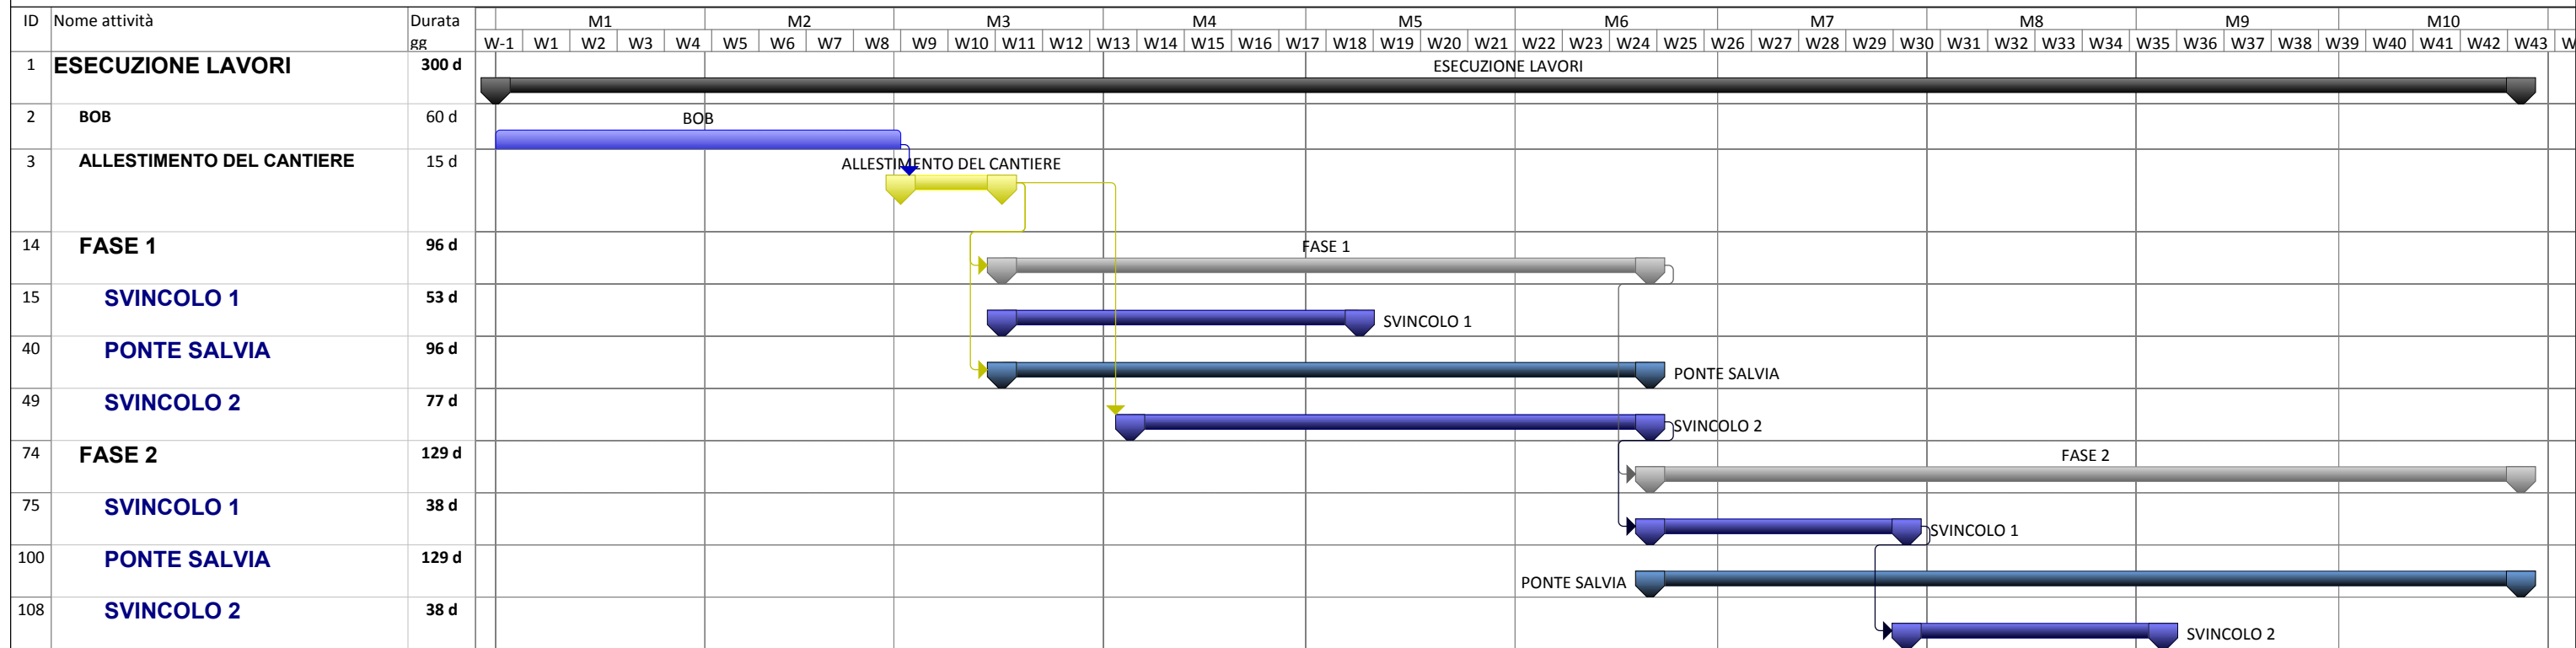 ID Nome attività Durata gg M1 M2 M3 M4 M5 M6 M7 M8 M9 M10
W-1 W1 W2 W3 W4 W5 W6 W7 W8 W9 W10 W11 W12 W13 W14 W15 W16 W17 W18 W19 W20 W21 W22 W23 W24 W25 W26 W27 W28 W29 W30 W31 W32 W33 W34 W35 W36 W37 W38 W39 W40 W41 W42 W43 W
1 ESECUZIONE LAVORI 300 d ESECUZIONE LAVORI
2 BOB 60 d BOB
3 ALLESTIMENTO DEL CANTIERE 15 d ALLESTIMENTO DEL CANTIERE
14 FASE 1 96 d FASE 1
15 SVINCOLO 1 53 d SVINCOLO 1
40 PONTE SALVIA 96 d PONTE SALVIA
49 SVINCOLO 2 77 d SVINCOLO 2
74 FASE 2 129 d FASE 2
75 SVINCOLO 1 38 d SVINCOLO 1
100 PONTE SALVIA 129 d PONTE SALVIA
108 SVINCOLO 2 38 d SVINCOLO 2